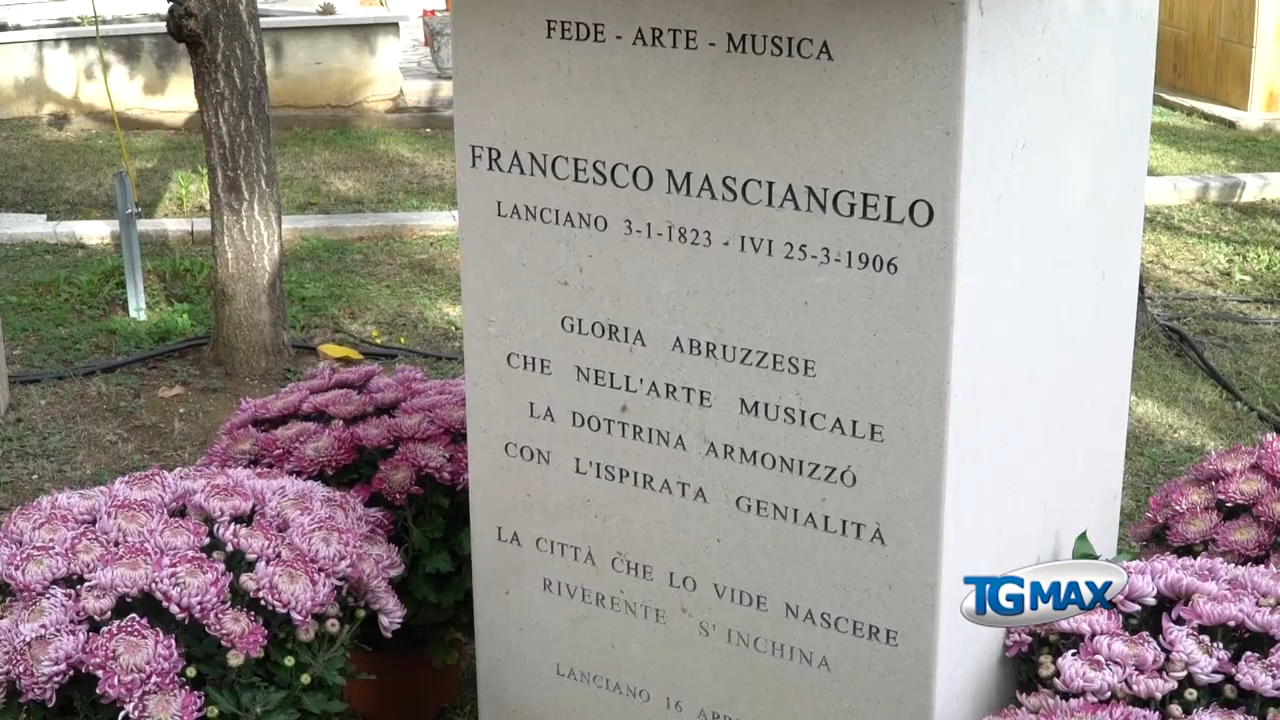 FEDE - ARTE - MUSICA
FRANCESCO MASCIANGELO
LANCIANO 3-1-1823 - IVI 25-3-1906
GLORIA ABRUZZESE
CHE NELL'ARTE MUSICALE
LA DOTTRINA ARMONIZZÓ
CON L'ISPIRATA GENIALITÀ
LA CITTÀ CHE LO VIDE NASCERE
RIVERENTE S'INCHINA
LANCIANO 16
TGMAX